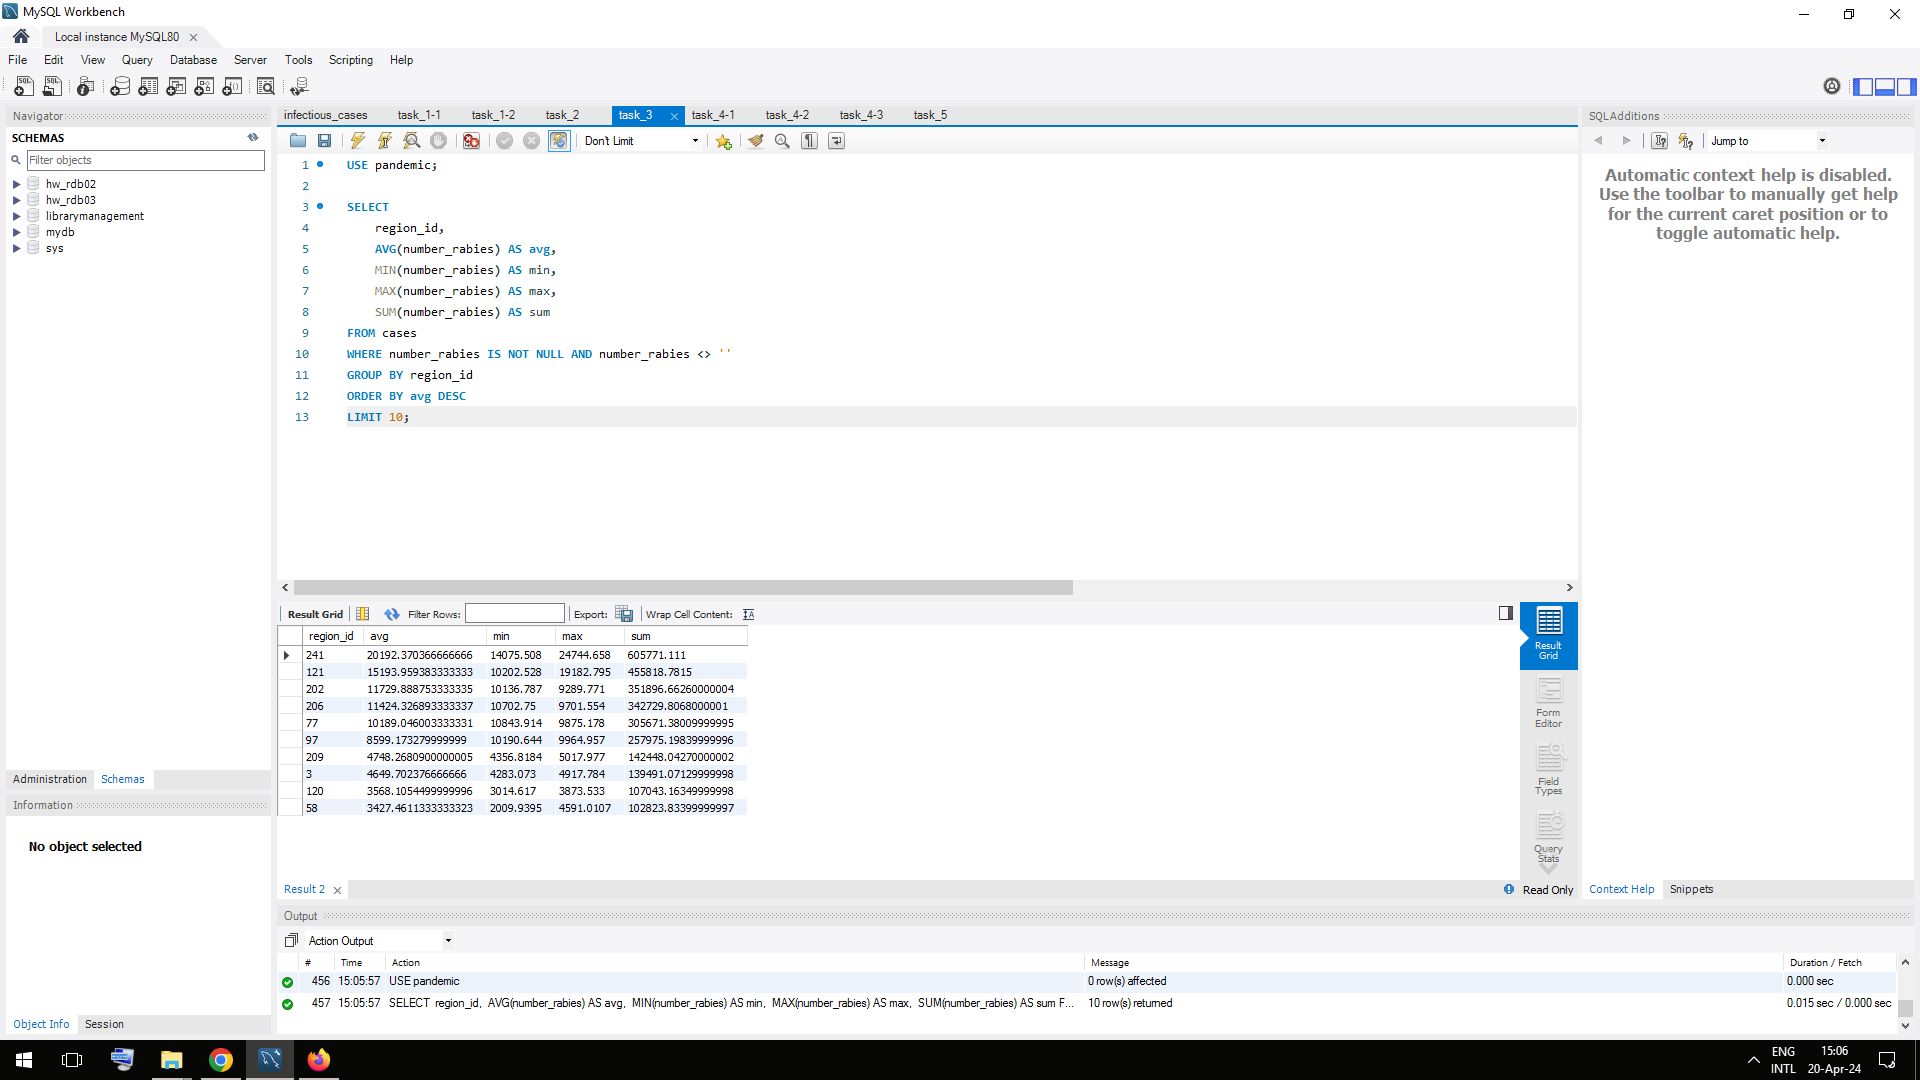 MySQL Workbench
Local instance MySQL80
File Edit View Query Database Server Tools Scripting Help
Navigator
SCHEMAS
Filter objects
hw_rdb02
hw_rdb03
librarymanagement
mydb
sys
Administration Schemas
Information
No object selected
Object Info Session
infectious_cases task_1-1 task_1-2 task_2 task_3 task_4-1 task_4-2 task_4-3 task_5
Don't Limit
1 USE pandemic;
2
3 SELECT
4 region_id,
5 AVG(number_rabies) AS avg,
6 MIN(number_rabies) AS min,
7 MAX(number_rabies) AS max,
8 SUM(number_rabies) AS sum
9 FROM cases
10 WHERE number_rabies IS NOT NULL AND number_rabies <> ''
11 GROUP BY region_id
12 ORDER BY avg DESC
13 LIMIT 10;
Result Grid Filter Rows: Export: Wrap Cell Content:
region_id avg min max sum
241 20192.370366666666 14075.508 24744.658 605771.111
121 15193.959383333333 10202.528 19182.795 455818.7815
202 11729.888753333335 10136.787 9289.771 351896.66260000004
206 11424.326893333337 10702.75 9701.554 342729.8068000001
77 10189.046003333331 10843.914 9875.178 305671.38009999995
97 8599.173279999999 10190.644 9964.957 257975.19839999996
209 4748.2680900000005 4356.8184 5017.977 142448.04270000002
3 4649.702376666666 4283.073 4917.784 139491.07129999998
120 3568.1054499999996 3014.617 3873.533 107043.16349999998
58 3427.4611333333323 2009.9395 4591.0107 102823.83399999997
Result Grid
Form Editor
Field Types
Query Stats
Result 2
Read Only
Output
Action Output
# Time Action Message Duration / Fetch
456 15:05:57 USE pandemic 0 row(s) affected 0.000 sec
457 15:05:57 SELECT region_id, AVG(number_rabies) AS avg, MIN(number_rabies) AS min, MAX(number_rabies) AS max, SUM(number_rabies) AS sum F... 10 row(s) returned 0.015 sec / 0.000 sec
SQLAdditions
Jump to
Automatic context help is disabled.
Use the toolbar to manually get help
for the current caret position or to
toggle automatic help.
Context Help Snippets
ENG
INTL
15:06
20-Apr-24